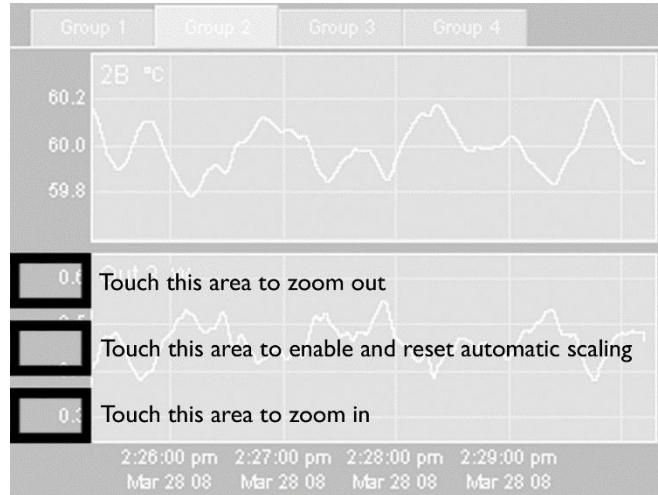 Group 1 Group 2 Group 3 Group 4
2B °C
60.2
60.0
59.8
Touch this area to zoom out
Touch this area to enable and reset automatic scaling
Touch this area to zoom in
2:26:00 pm 2:27:00 pm 2:28:00 pm 2:29:00 pm
Mar 28 08 Mar 28 08 Mar 28 08 Mar 28 08